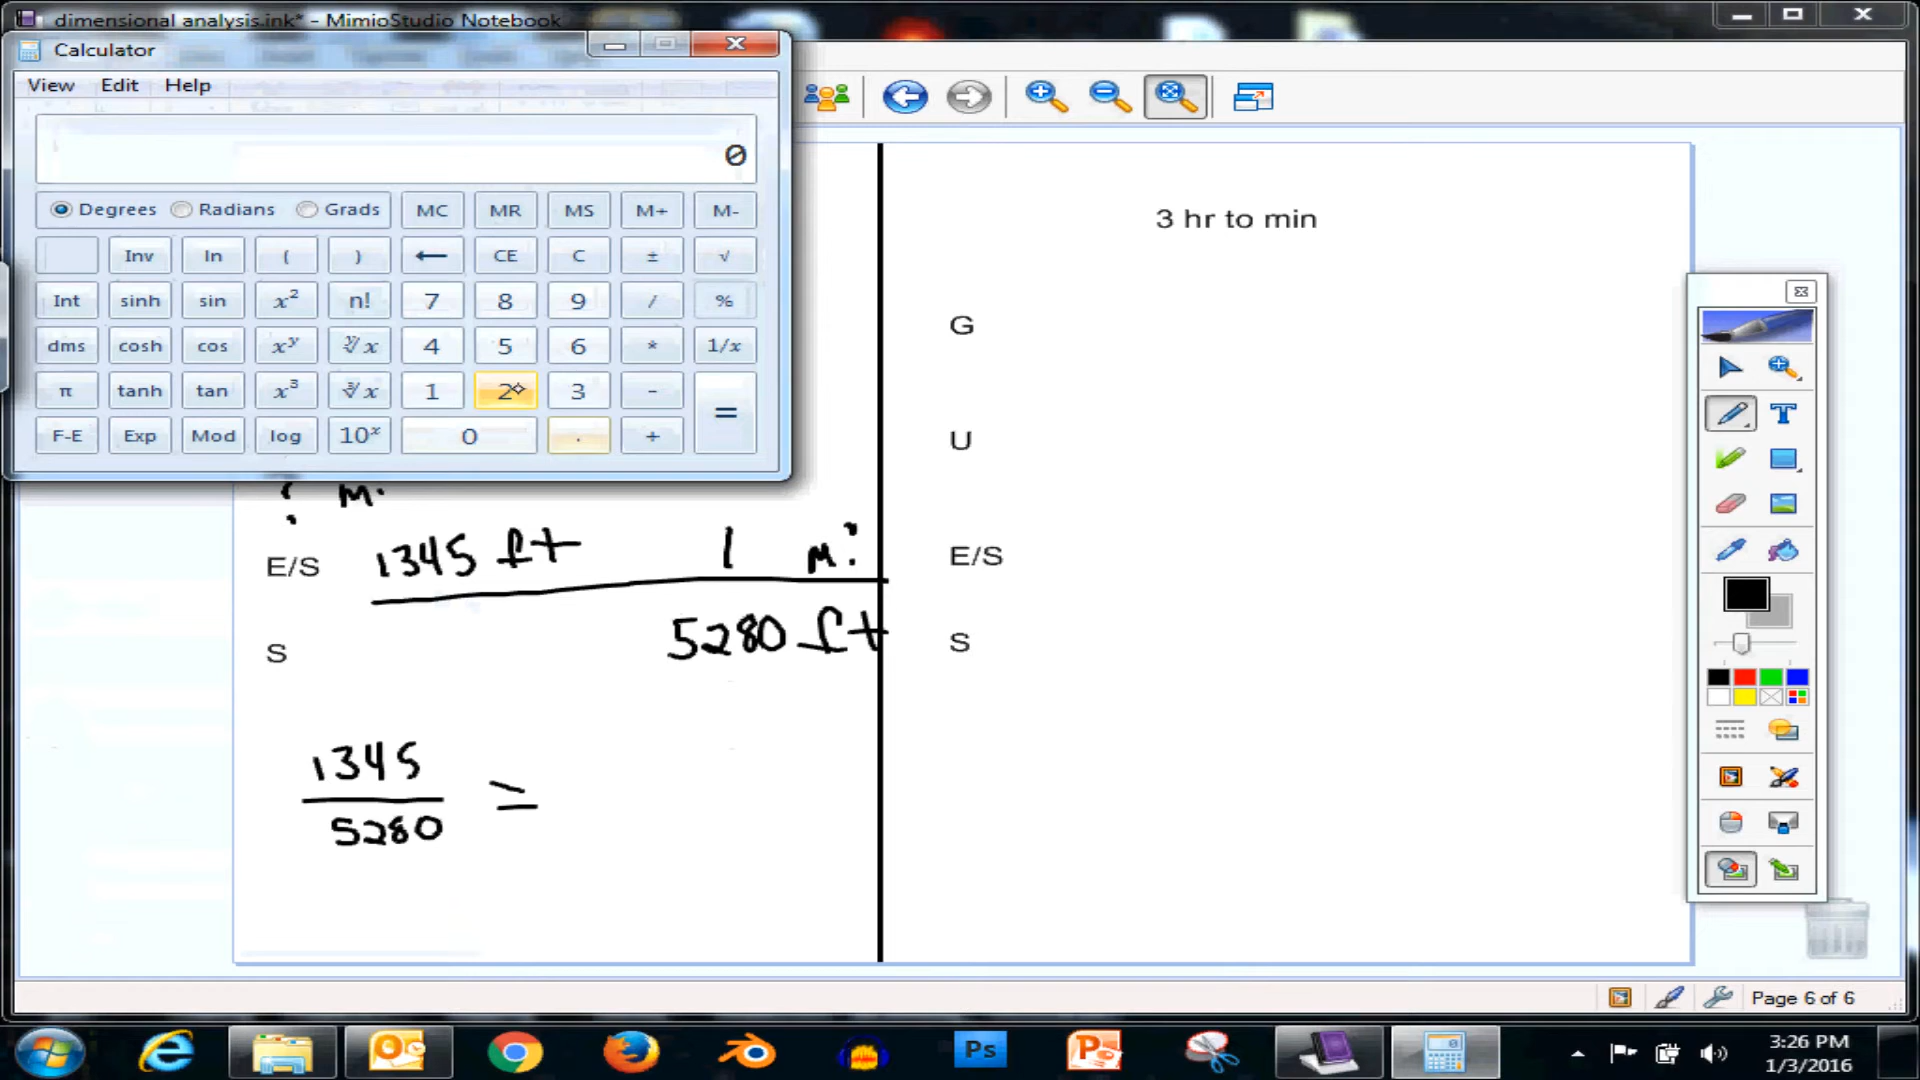 dimensional analysis.ink* - MimioStudio Notebook
Calculator
View Edit Help
0
Degrees Radians Grads MC MR MS M+ M-
Inv ln ( ) ← CE C ± √
Int sinh sin x² n! 7 8 9 / %
dms cosh cos xʸ ʸ√x 4 5 6 * 1/x
π tanh tan x³ ³√x 1 2 3 - =
F-E Exp Mod log 10ˣ 0 . +
? mi
E/S 1345 ft 1 mi
5280 ft
S
1345
5280
=
3 hr to min
G
U
E/S
S
T
Page 6 of 6
Ps
3:26 PM
1/3/2016